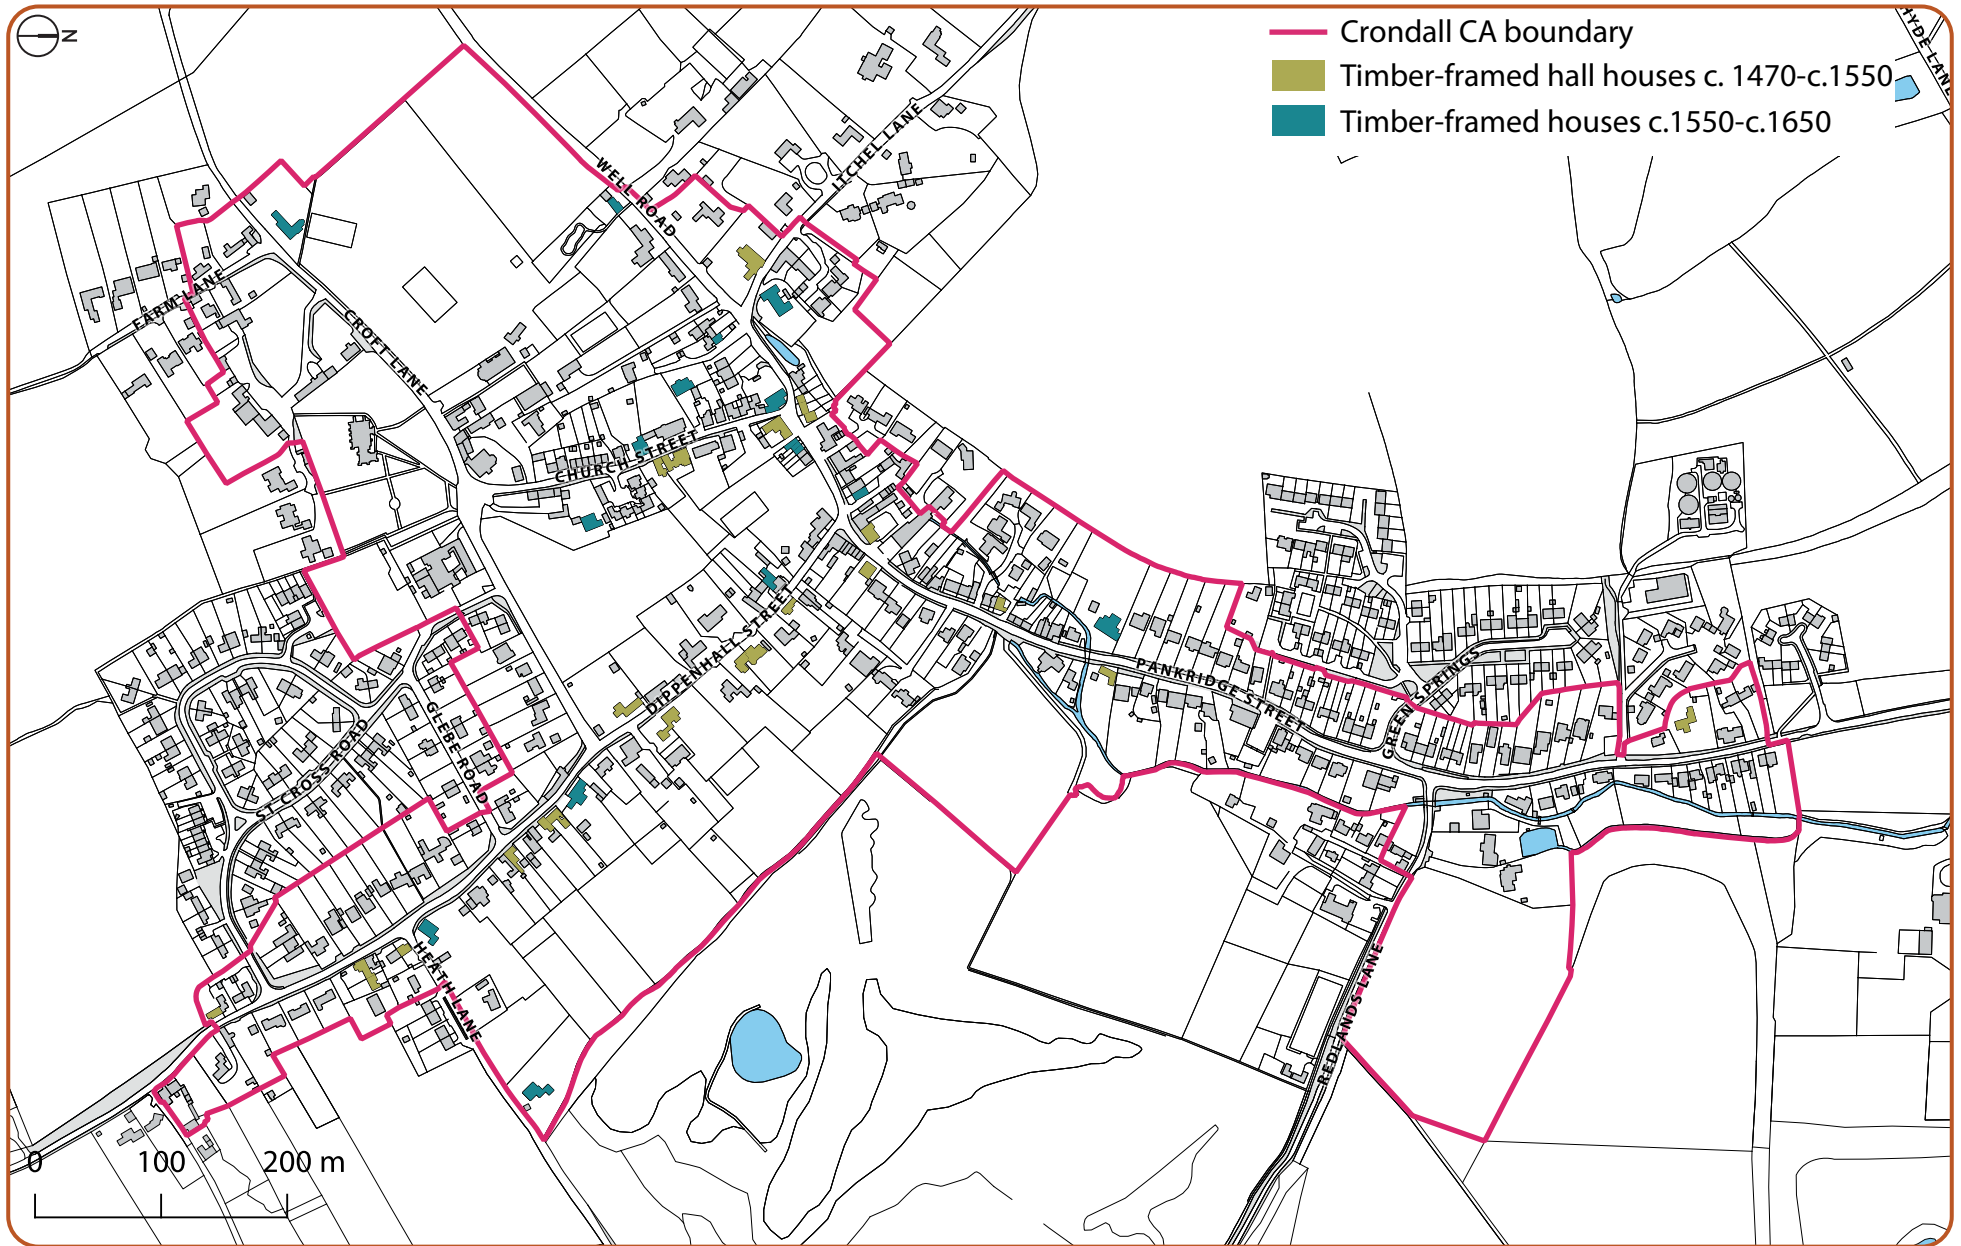 N
Crondall CA boundary
Timber-framed hall houses c. 1470-c.1550
Timber-framed houses c.1550-c.1650
HYDE LANE
ITCHEL LANE
WELL ROAD
FARM LANE
CROFT LANE
CHURCH STREET
DIPPENHALL STREET
PANKRIDGE STREET
GREEN SPRINGS
GLEBE ROAD
ST CROSS ROAD
HEATH LANE
REDLANDS LANE
0 100 200 m